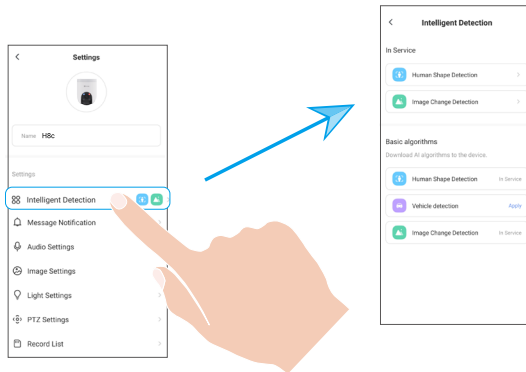 Settings
Name H8c
Settings
Intelligent Detection
Message Notification
Audio Settings
Image Settings
Light Settings
PTZ Settings
Record List
Intelligent Detection
In Service
Human Shape Detection
Image Change Detection
Basic algorithms
Download AI algorithms to the device.
Human Shape Detection In Service
Vehicle detection Apply
Image Change Detection In Service